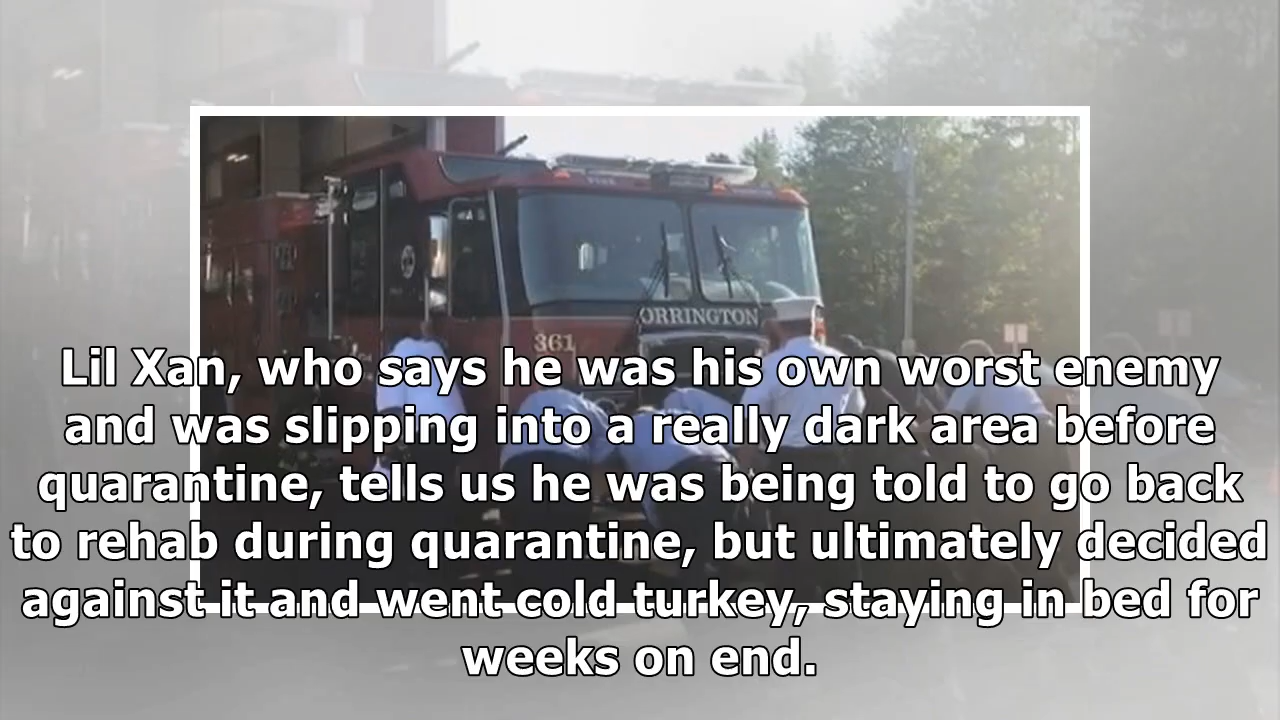 ORRINGTON
361
Lil Xan, who says he was his own worst enemy
and was slipping into a really dark area before
quarantine, tells us he was being told to go back
to rehab during quarantine, but ultimately decided
against it and went cold turkey, staying in bed for
weeks on end.